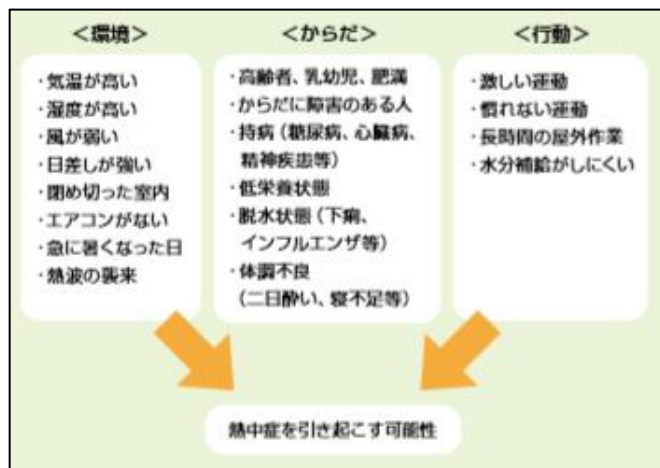 ＜環境＞
・気温が高い
・湿度が高い
・風が弱い
・日差しが強い
・閉め切った室内
・エアコンがない
・急に暑くなった日
・熱波の襲来
＜からだ＞
・高齢者、乳幼児、肥満
・からだに障害のある人
・持病（糖尿病、心臓病、
精神疾患等）
・低栄養状態
・脱水状態（下痢、
インフルエンザ等）
・体調不良
（二日酔い、寝不足等）
＜行動＞
・激しい運動
・慣れない運動
・長時間の屋外作業
・水分補給がしにくい
熱中症を引き起こす可能性